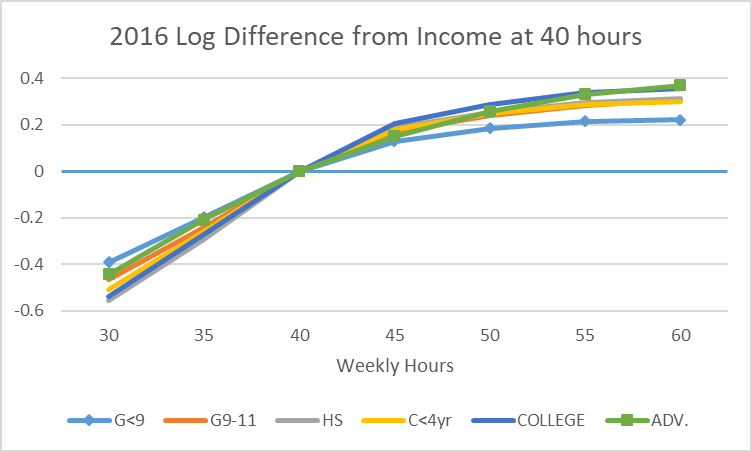 2016 Log Difference from Income at 40 hours
0.4
0.2
0
-0.2
-0.4
-0.6
30 35 40 45 50 55 60
Weekly Hours
G<9 G9-11 HS C<4yr COLLEGE ADV.